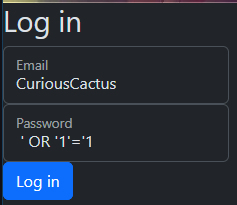 Log in
Email
CuriousCactus
Password
' OR '1'='1
Log in